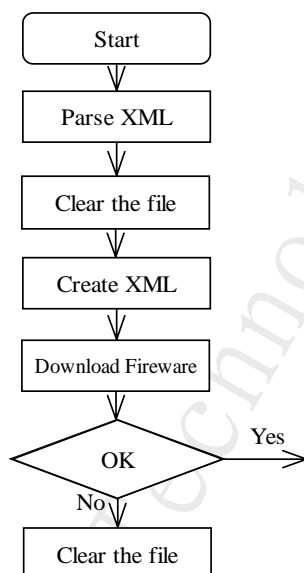 Start
Parse XML
Clear the file
Create XML
Download Fireware
OK
Yes
No
Clear the file